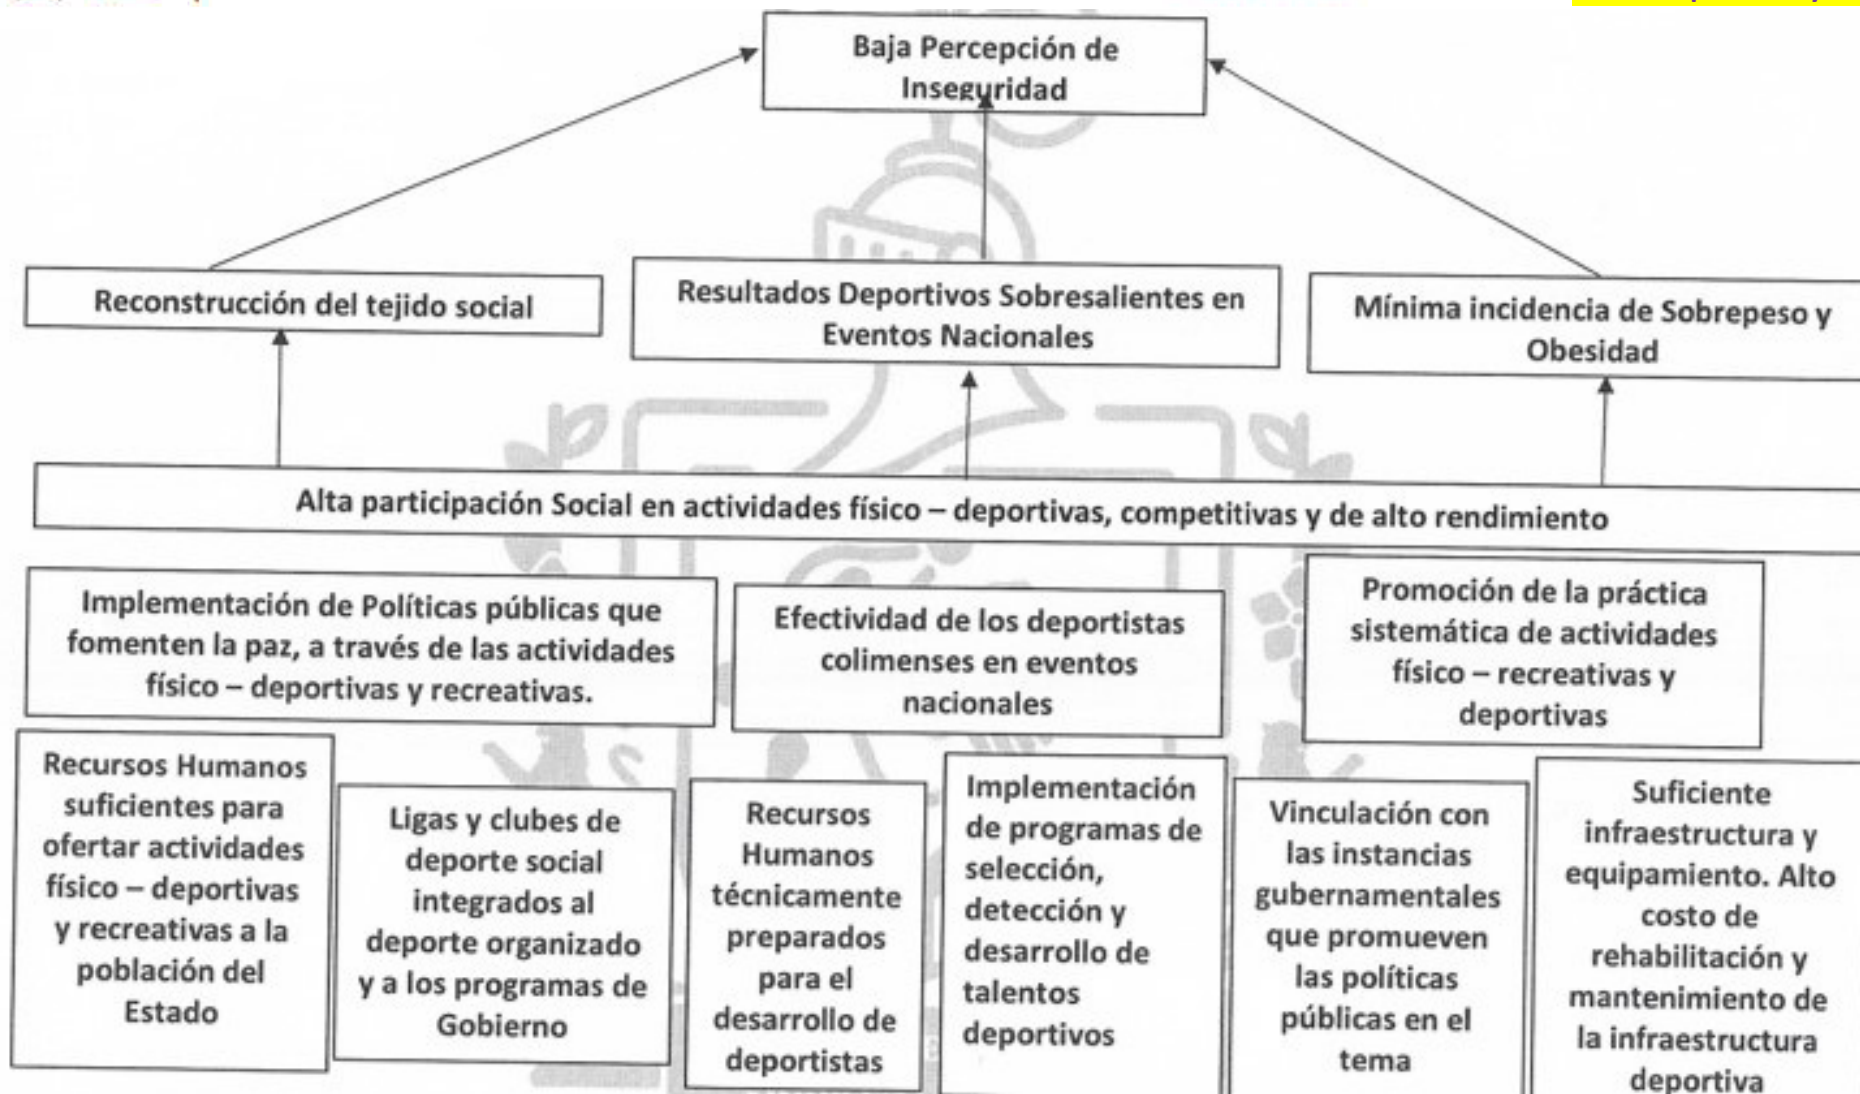 Baja Percepción de
Inseguridad
Reconstrucción del tejido social
Resultados Deportivos Sobresalientes en
Eventos Nacionales
Mínima incidencia de Sobrepeso y
Obesidad
Alta participación Social en actividades físico – deportivas, competitivas y de alto rendimiento
Implementación de Políticas públicas que
fomenten la paz, a través de las actividades
físico – deportivas y recreativas.
Efectividad de los deportistas
colimenses en eventos
nacionales
Promoción de la práctica
sistemática de actividades
físico – recreativas y
deportivas
Recursos Humanos
suficientes para
ofertar actividades
físico – deportivas
y recreativas a la
población del
Estado
Ligas y clubes de
deporte social
integrados al
deporte organizado
y a los programas de
Gobierno
Recursos
Humanos
técnicamente
preparados
para el
desarrollo de
deportistas
Implementación
de programas de
selección,
detección y
desarrollo de
talentos
deportivos
Vinculación con
las instancias
gubernamentales
que promueven
las políticas
públicas en el
tema
Suficiente
infraestructura y
equipamiento. Alto
costo de
rehabilitación y
mantenimiento de
la infraestructura
deportiva